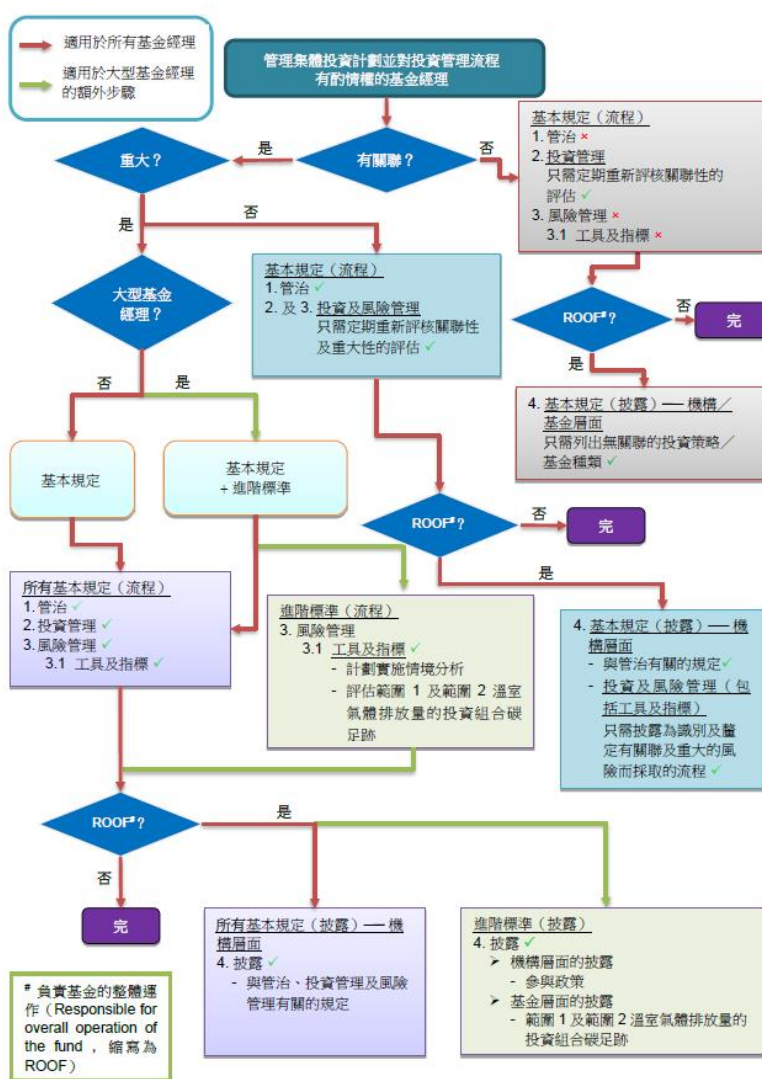 適用於所有基金經理
適用於大型基金經理
的額外步驟
管理集體投資計劃並對投資管理流程
有酌情權的基金經理
重大？
是
有關聯？
否
基本規定（流程）
1. 管治 ×
2. 投資管理
只需定期重新評核關聯性的
評估 ✓
3. 風險管理 ×
3.1 工具及指標 ×
是
否
大型基金
經理？
基本規定（流程）
1. 管治 ✓
2. 及 3. 投資及風險管理
只需定期重新評核關聯性
及重大性的評估 ✓
ROOF#？
否
完
是
4. 基本規定（披露）── 機構／
基金層面
只需列出無關聯的投資策略／
基金種類 ✓
否
是
基本規定
基本規定
+ 進階標準
ROOF#？
否
完
是
所有基本規定（流程）
1. 管治 ✓
2. 投資管理 ✓
3. 風險管理 ✓
3.1 工具及指標 ✓
進階標準（流程）
3. 風險管理
3.1 工具及指標 ✓
- 計劃實施情境分析
- 評估範圍 1 及範圍 2 溫室
氣體排放量的投資組合碳
足跡
4. 基本規定（披露）── 機
構層面
- 與管治有關的規定 ✓
- 投資及風險管理（包
括工具及指標）
只需披露為識別及釐
定有關聯及重大的風
險而採取的流程 ✓
ROOF#？
是
否
完
所有基本規定（披露）── 機
構層面
4. 披露 ✓
- 與管治、投資管理及風險
管理有關的規定
進階標準（披露）
4. 披露 ✓
➢ 機構層面的披露
- 參與政策
➢ 基金層面的披露
- 範圍 1 及範圍 2 溫室氣體排放量的
投資組合碳足跡
# 負責基金的整體運
作（Responsible for
overall operation of
the fund，縮寫為
ROOF）